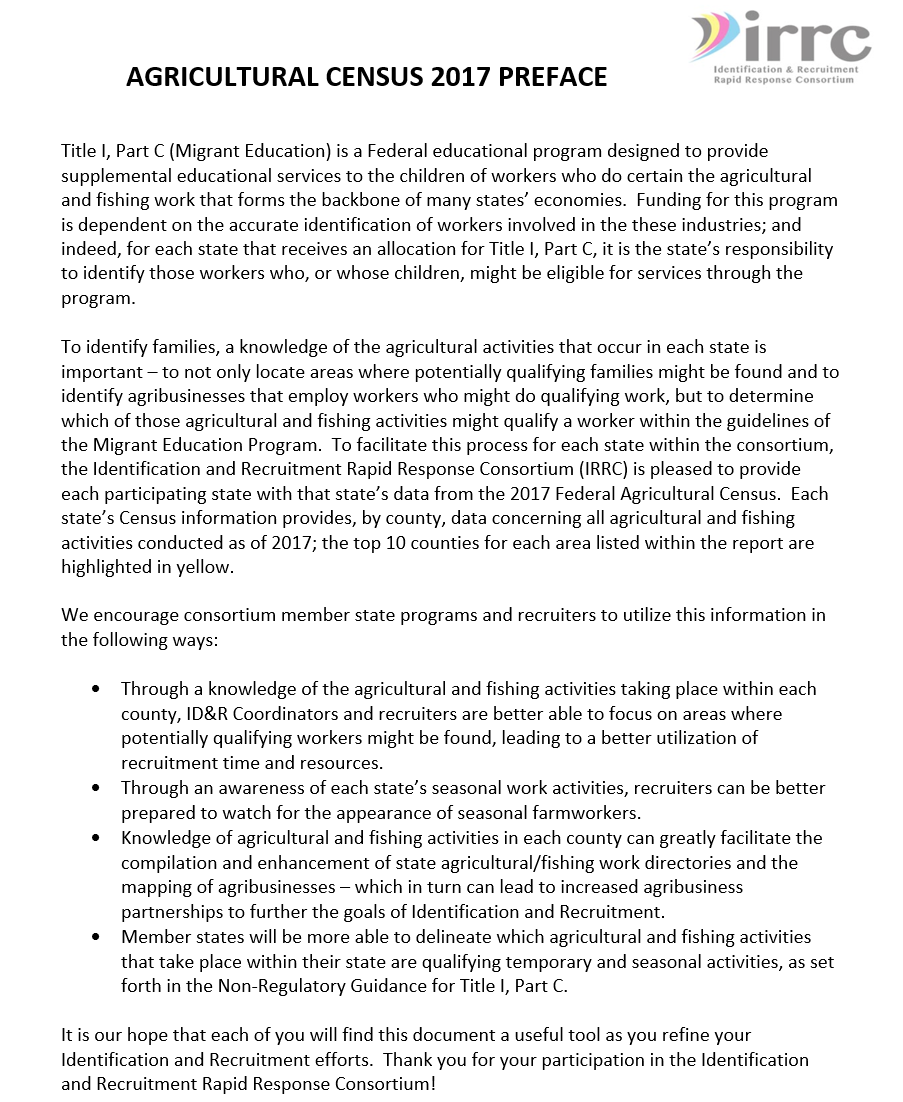 irrc
Identification & Recruitment
Rapid Response Consortium
AGRICULTURAL CENSUS 2017 PREFACE
Title I, Part C (Migrant Education) is a Federal educational program designed to provide
supplemental educational services to the children of workers who do certain the agricultural
and fishing work that forms the backbone of many states’ economies.  Funding for this program
is dependent on the accurate identification of workers involved in the these industries; and
indeed, for each state that receives an allocation for Title I, Part C, it is the state’s responsibility
to identify those workers who, or whose children, might be eligible for services through the
program.
To identify families, a knowledge of the agricultural activities that occur in each state is
important – to not only locate areas where potentially qualifying families might be found and to
identify agribusinesses that employ workers who might do qualifying work, but to determine
which of those agricultural and fishing activities might qualify a worker within the guidelines of
the Migrant Education Program.  To facilitate this process for each state within the consortium,
the Identification and Recruitment Rapid Response Consortium (IRRC) is pleased to provide
each participating state with that state’s data from the 2017 Federal Agricultural Census.  Each
state’s Census information provides, by county, data concerning all agricultural and fishing
activities conducted as of 2017; the top 10 counties for each area listed within the report are
highlighted in yellow.
We encourage consortium member state programs and recruiters to utilize this information in
the following ways:
• Through a knowledge of the agricultural and fishing activities taking place within each
county, ID&R Coordinators and recruiters are better able to focus on areas where
potentially qualifying workers might be found, leading to a better utilization of
recruitment time and resources.
• Through an awareness of each state’s seasonal work activities, recruiters can be better
prepared to watch for the appearance of seasonal farmworkers.
• Knowledge of agricultural and fishing activities in each county can greatly facilitate the
compilation and enhancement of state agricultural/fishing work directories and the
mapping of agribusinesses – which in turn can lead to increased agribusiness
partnerships to further the goals of Identification and Recruitment.
• Member states will be more able to delineate which agricultural and fishing activities
that take place within their state are qualifying temporary and seasonal activities, as set
forth in the Non-Regulatory Guidance for Title I, Part C.
It is our hope that each of you will find this document a useful tool as you refine your
Identification and Recruitment efforts.  Thank you for your participation in the Identification
and Recruitment Rapid Response Consortium!